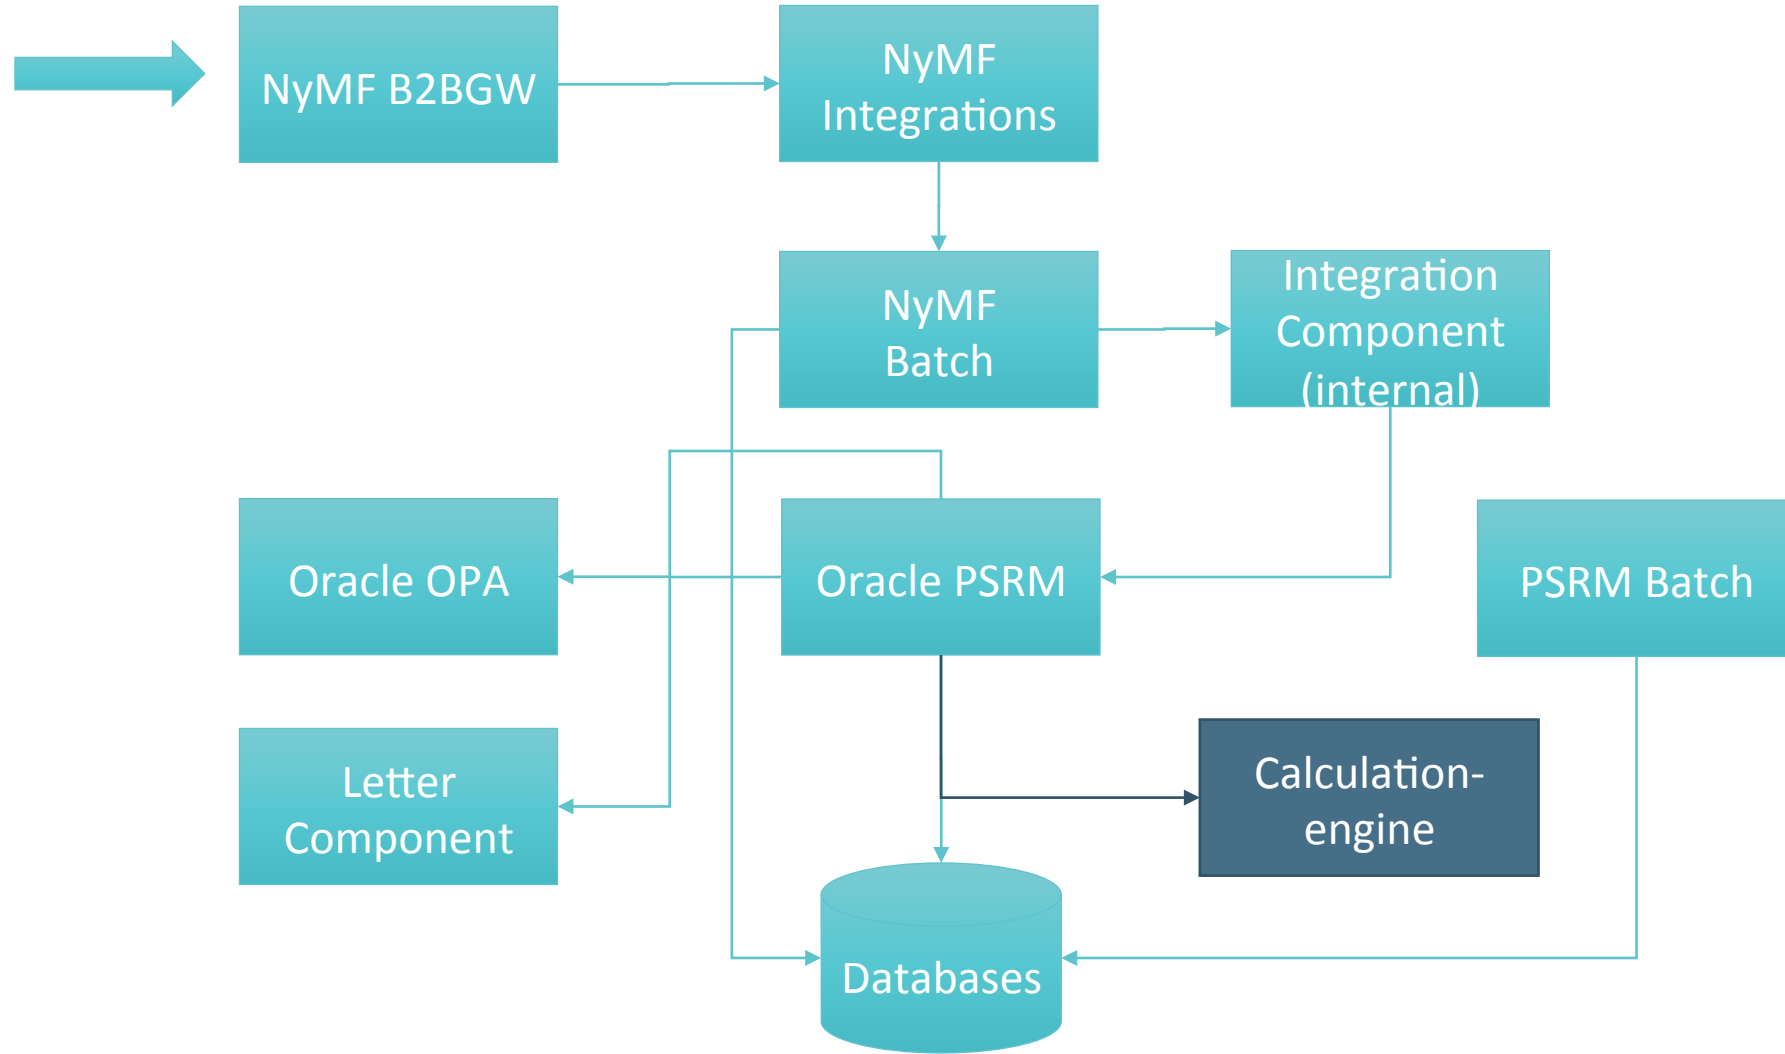 NyMF B2BGW
NyMF
Integrations
NyMF
Batch
Integration
Component
(internal)
Oracle OPA
Oracle PSRM
PSRM Batch
Letter
Component
Calculation-
engine
Databases